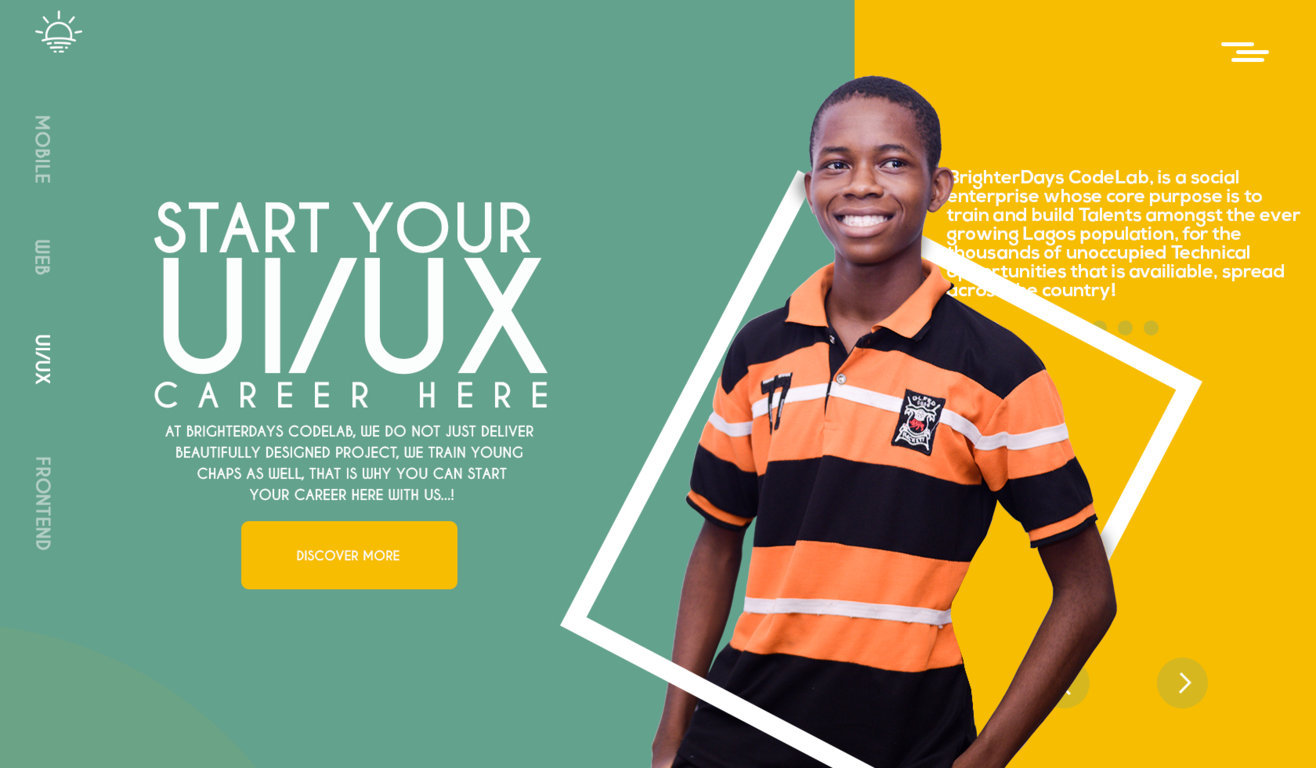 MOBILE
WEB
UI/UX
FRONTEND
START YOUR
UI/UX
CAREER HERE
AT BRIGHTERDAYS CODELAB, WE DO NOT JUST DELIVER
BEAUTIFULLY DESIGNED PROJECT, WE TRAIN YOUNG
CHAPS AS WELL, THAT IS WHY YOU CAN START
YOUR CAREER HERE WITH US...!
DISCOVER MORE
BrighterDays CodeLab, is a social
enterprise whose core purpose is to
train and build Talents amongst the ever
growing Lagos population, for the
thousands of unoccupied Technical
opportunities that is availiable, spread
across the country!
77